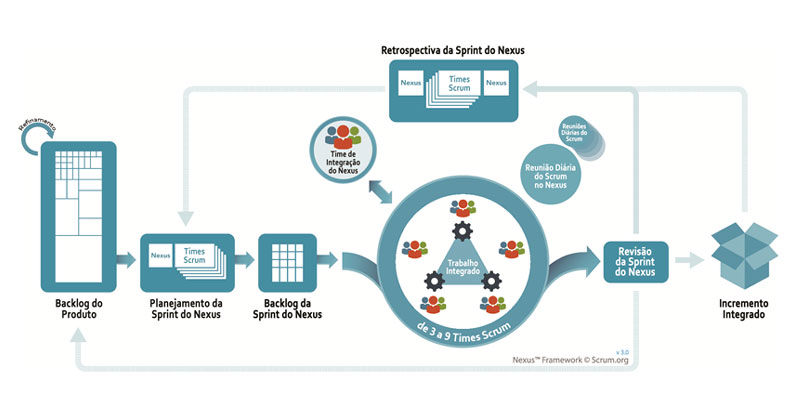 Retrospectiva da Sprint do Nexus
Nexus
Times
Scrum
Nexus
Refinamento
Time de
Integração
do Nexus
Reuniões
Diárias do
Scrum
Reunião Diária
do Scrum
no Nexus
Nexus
Times
Scrum
Trabalho
Integrado
Revisão
da Sprint
do Nexus
Backlog do
Produto
Planejamento da
Sprint do Nexus
Backlog da
Sprint do Nexus
Incremento
Integrado
de 3 a 9 Times Scrum
v 3.0
Nexus™ Framework © Scrum.org